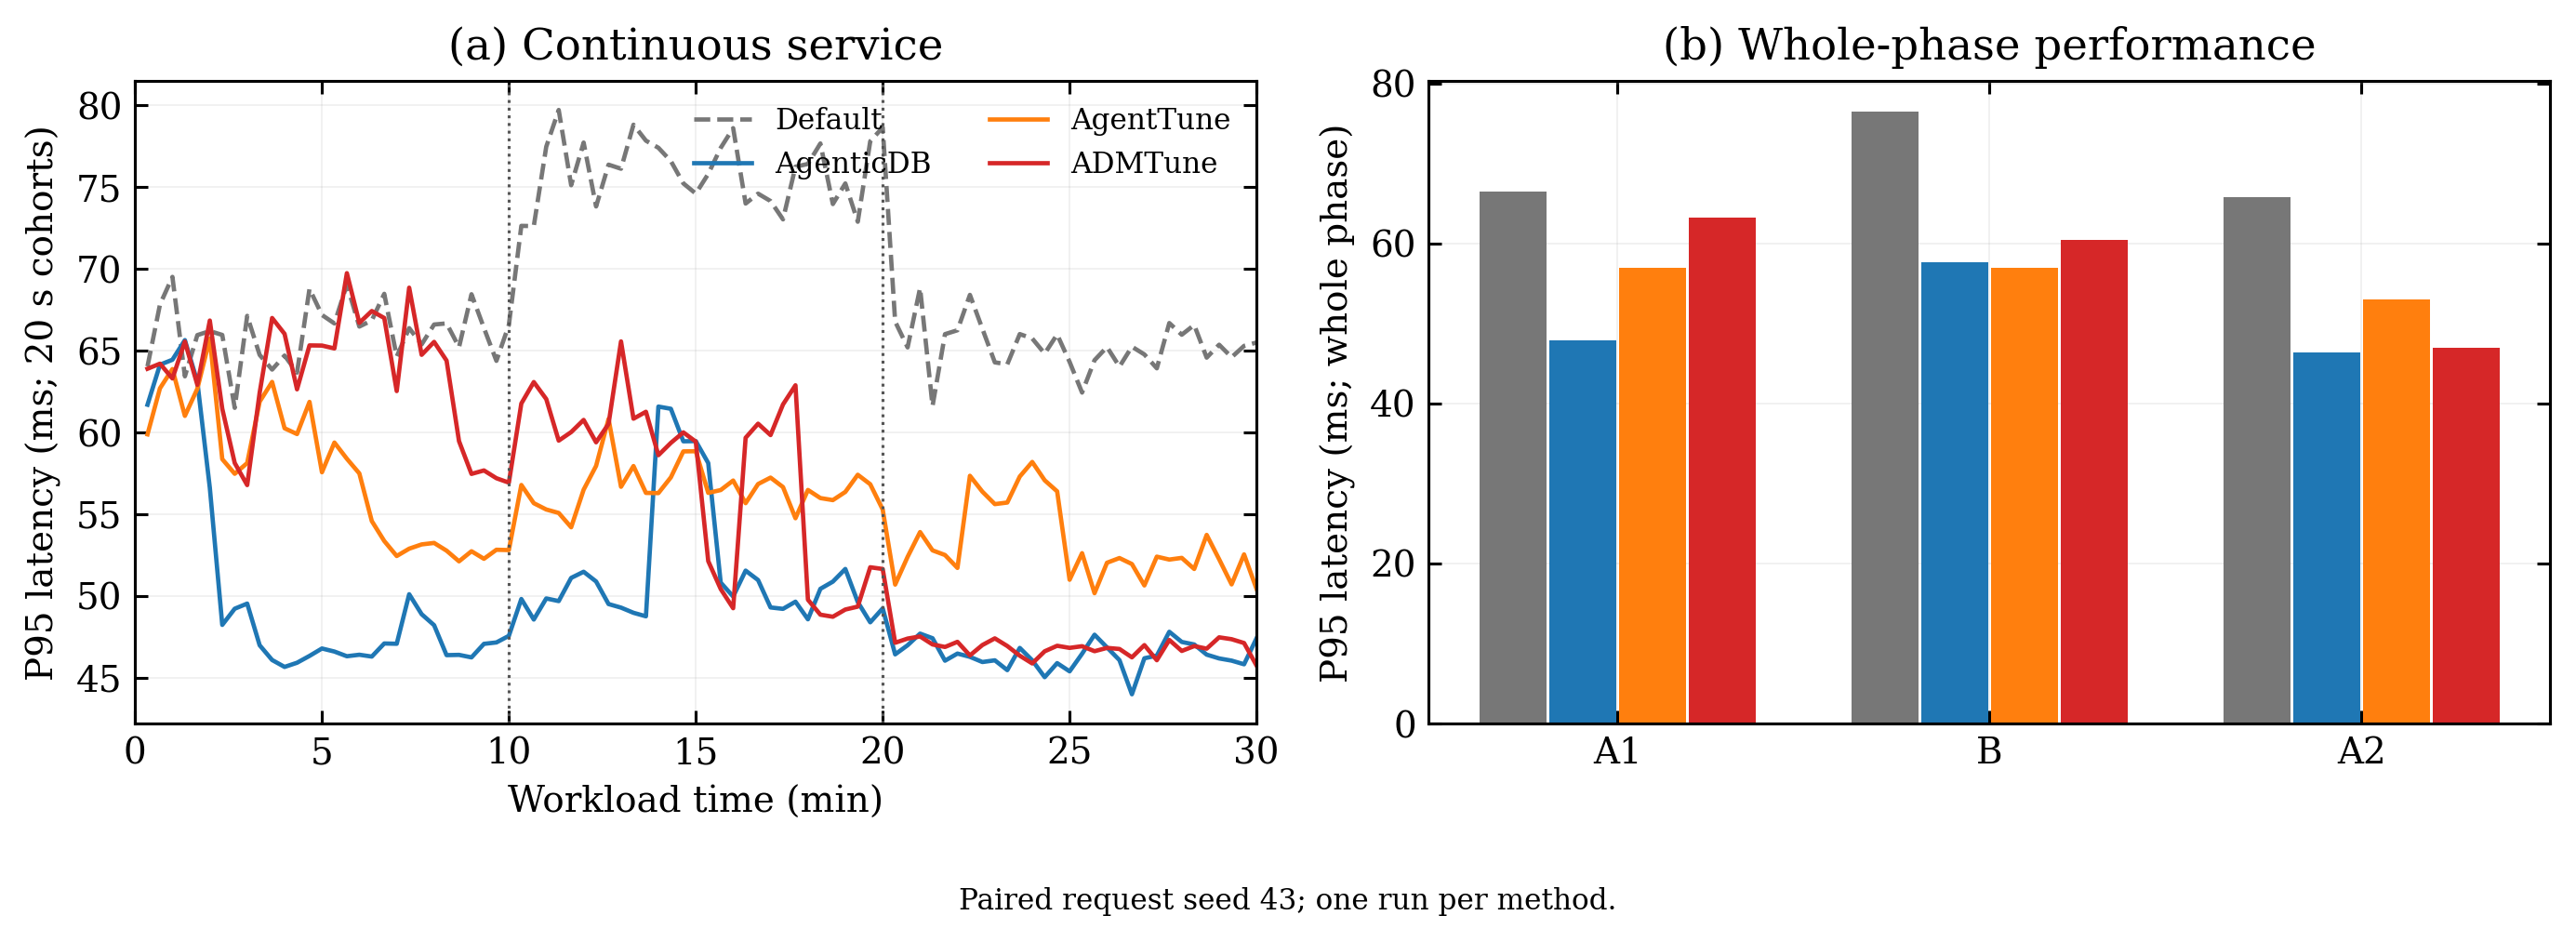 (a) Continuous service
P95 latency (ms; 20 s cohorts)
80
75
70
65
60
55
50
45
Default
AgenticDB
AgentTune
ADMTune
0 5 10 15 20 25 30
Workload time (min)
(b) Whole-phase performance
P95 latency (ms; whole phase)
80
60
40
20
0
A1 B A2
Paired request seed 43; one run per method.